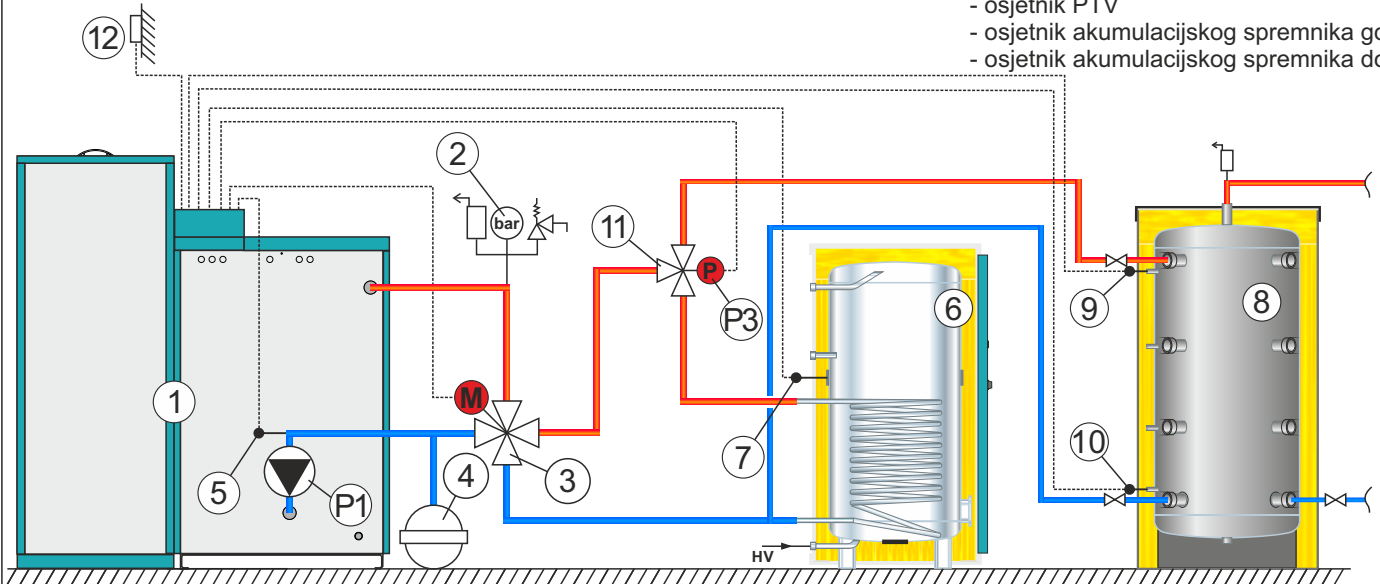 - osjetnik PTV
- osjetnik akumulacijskog spremnika go
- osjetnik akumulacijskog spremnika do
12
2
bar
11
P
P3
6
9
8
1
M
7
10
5
4
3
P1
HV